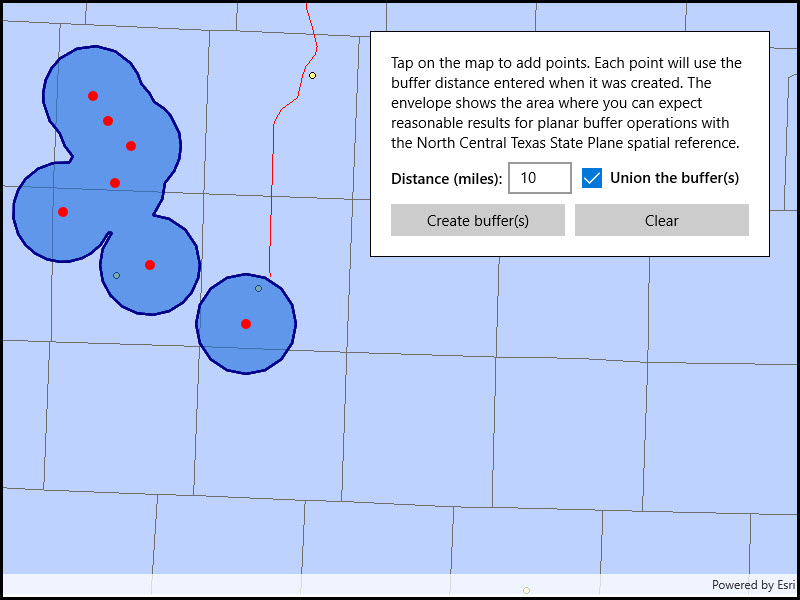 Tap on the map to add points. Each point will use the
buffer distance entered when it was created. The
envelope shows the area where you can expect
reasonable results for planar buffer operations with
the North Central Texas State Plane spatial reference.
Distance (miles): 10 Union the buffer(s)
Create buffer(s) Clear
Powered by Esri